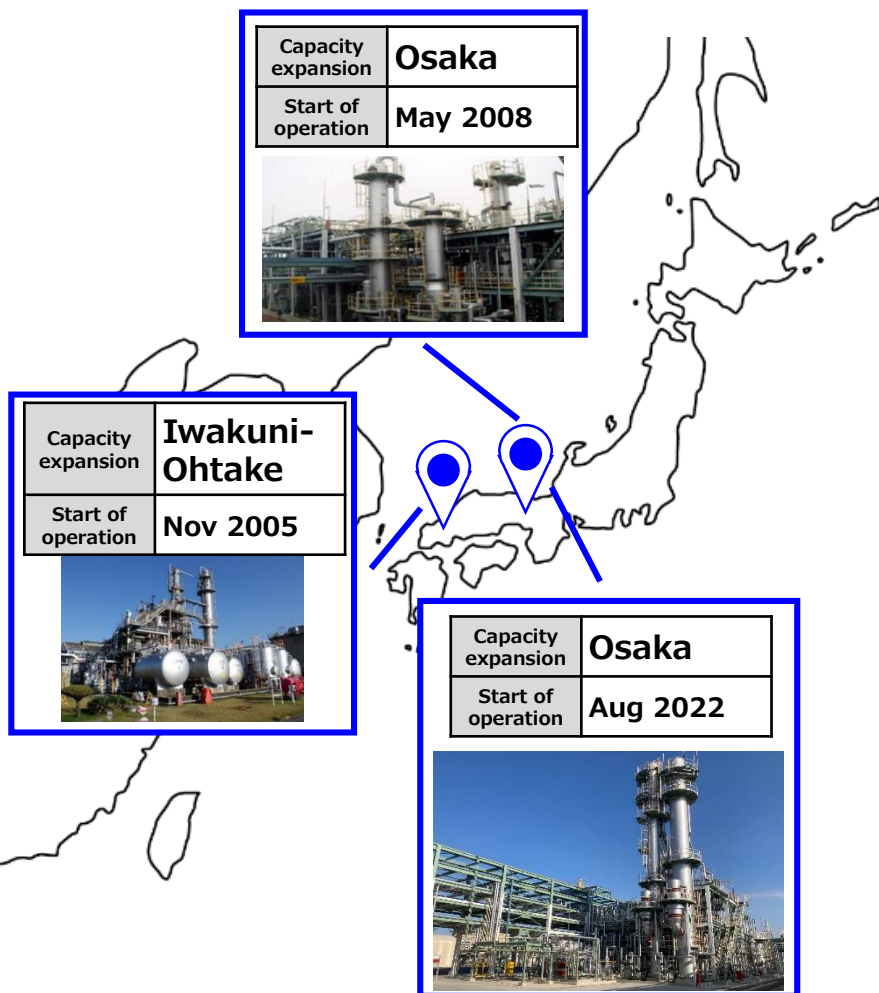 Capacity
expansion
Osaka
Start of
operation
May 2008
Capacity
expansion
Iwakuni-
Ohtake
Start of
operation
Nov 2005
Capacity
expansion
Osaka
Start of
operation
Aug 2022